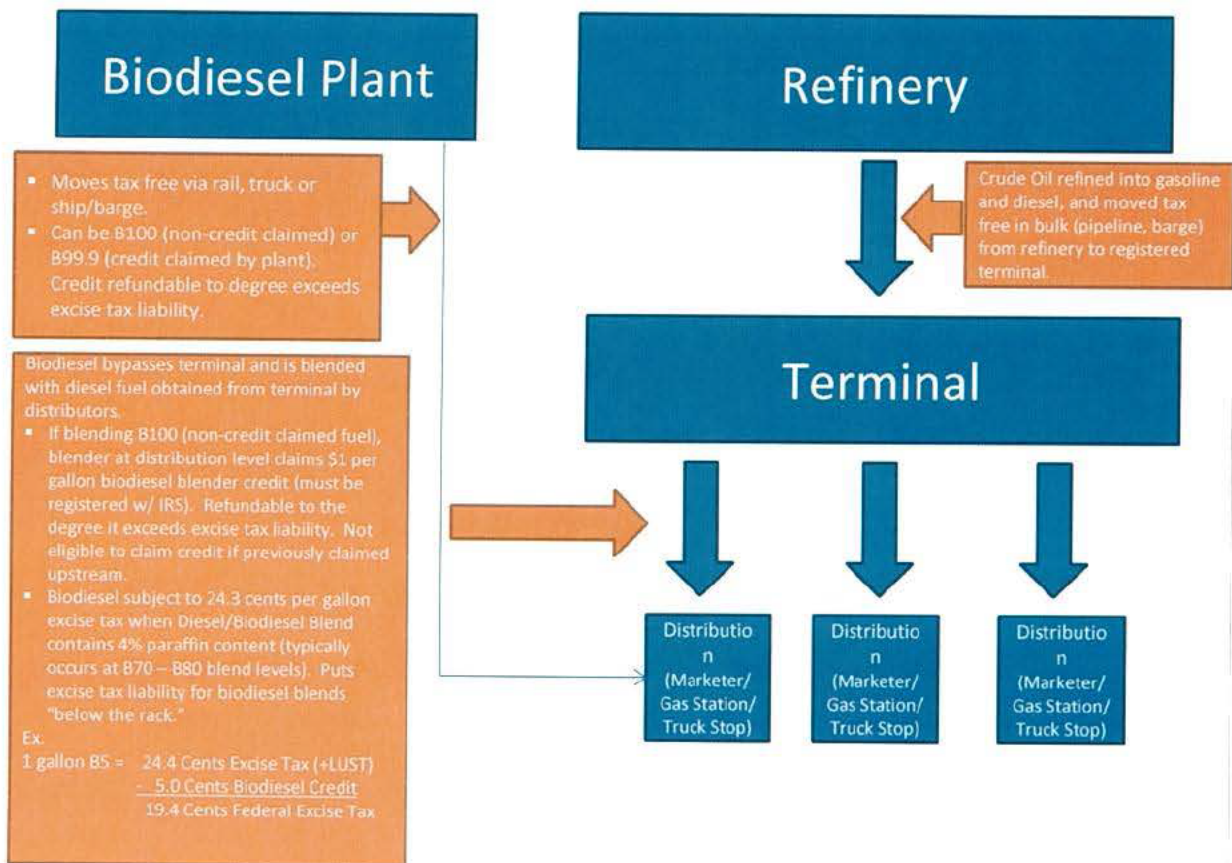 Biodiesel Plant
Refinery
▪ Moves tax free via rail, truck or
ship/barge.
▪ Can be B100 (non-credit claimed) or
B99.9 (credit claimed by plant).
Credit refundable to degree exceeds
excise tax liability.
Crude Oil refined into gasoline
and diesel, and moved tax
free in bulk (pipeline, barge)
from refinery to registered
terminal.
Terminal
Biodiesel bypasses terminal and is blended
with diesel fuel obtained from terminal by
distributors.
▪ If blending B100 (non-credit claimed fuel),
blender at distribution level claims $1 per
gallon biodiesel blender credit (must be
registered w/ IRS). Refundable to the
degree it exceeds excise tax liability. Not
eligible to claim credit if previously claimed
upstream.
▪ Biodiesel subject to 24.3 cents per gallon
excise tax when Diesel/Biodiesel Blend
contains 4% paraffin content (typically
occurs at B70 – B80 blend levels). Puts
excise tax liability for biodiesel blends
"below the rack."
Ex.
1 gallon B5 = 24.4 Cents Excise Tax (+LUST)
- 5.0 Cents Biodiesel Credit
19.4 Cents Federal Excise Tax
Distributio
n
(Marketer/
Gas Station/
Truck Stop)
Distributio
n
(Marketer/
Gas Station/
Truck Stop)
Distributio
n
(Marketer/
Gas Station/
Truck Stop)